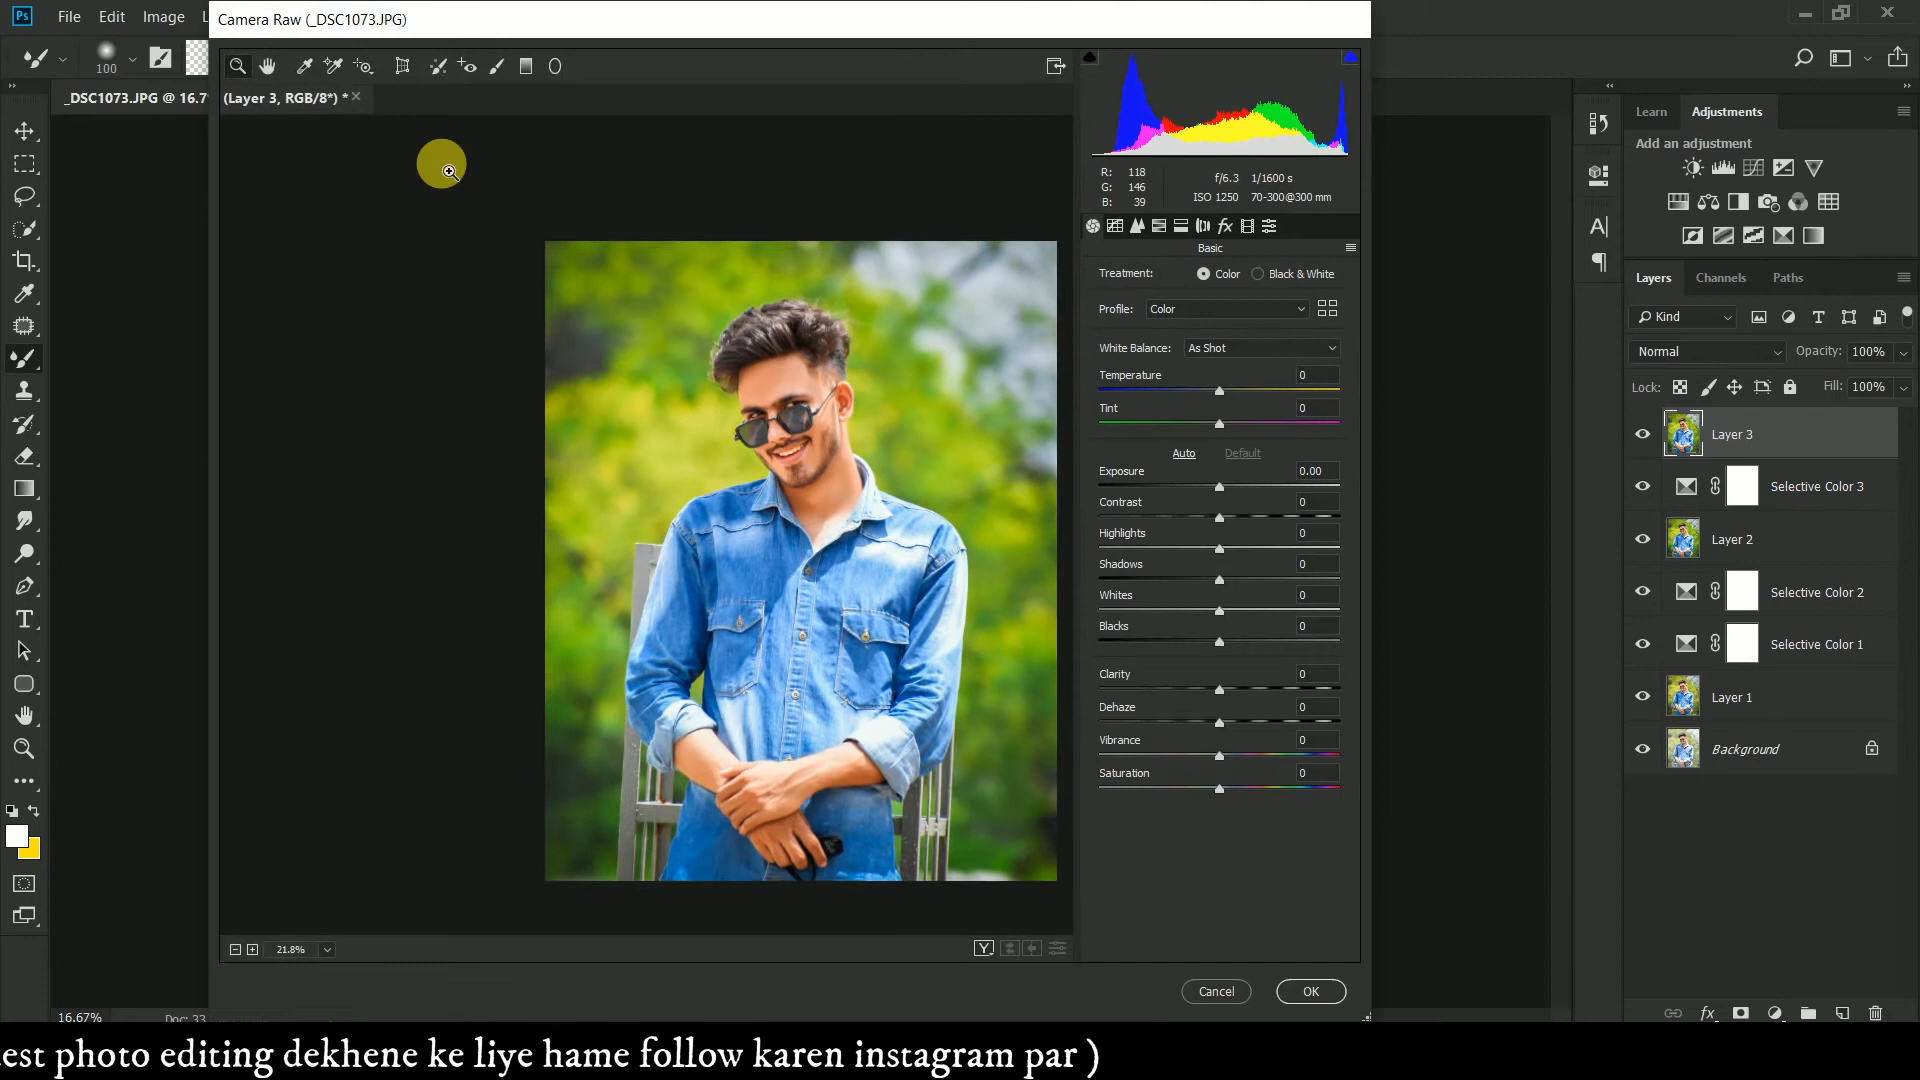 Camera Raw (_DSC1073.JPG)
Ps File Edit Image L
100
_DSC1073.JPG @ 16.7
(Layer 3, RGB/8*) *
R: 118
G: 146
B: 39
f/6.3 1/1600 s
ISO 1250 70-300@300 mm
Basic
Treatment: Color Black & White
Profile: Color
White Balance: As Shot
Temperature 0
Tint 0
Auto Default
Exposure 0.00
Contrast 0
Highlights 0
Shadows 0
Whites 0
Blacks 0
Clarity 0
Dehaze 0
Vibrance 0
Saturation 0
21.8%
Y
Cancel OK
16.67% Doc: 33
Learn Adjustments
Add an adjustment
Layers Channels Paths
Kind
Normal Opacity: 100%
Lock: Fill: 100%
Layer 3
Selective Color 3
Layer 2
Selective Color 2
Selective Color 1
Layer 1
Background
fx
est photo editing dekhene ke liye hame follow karen instagram par )